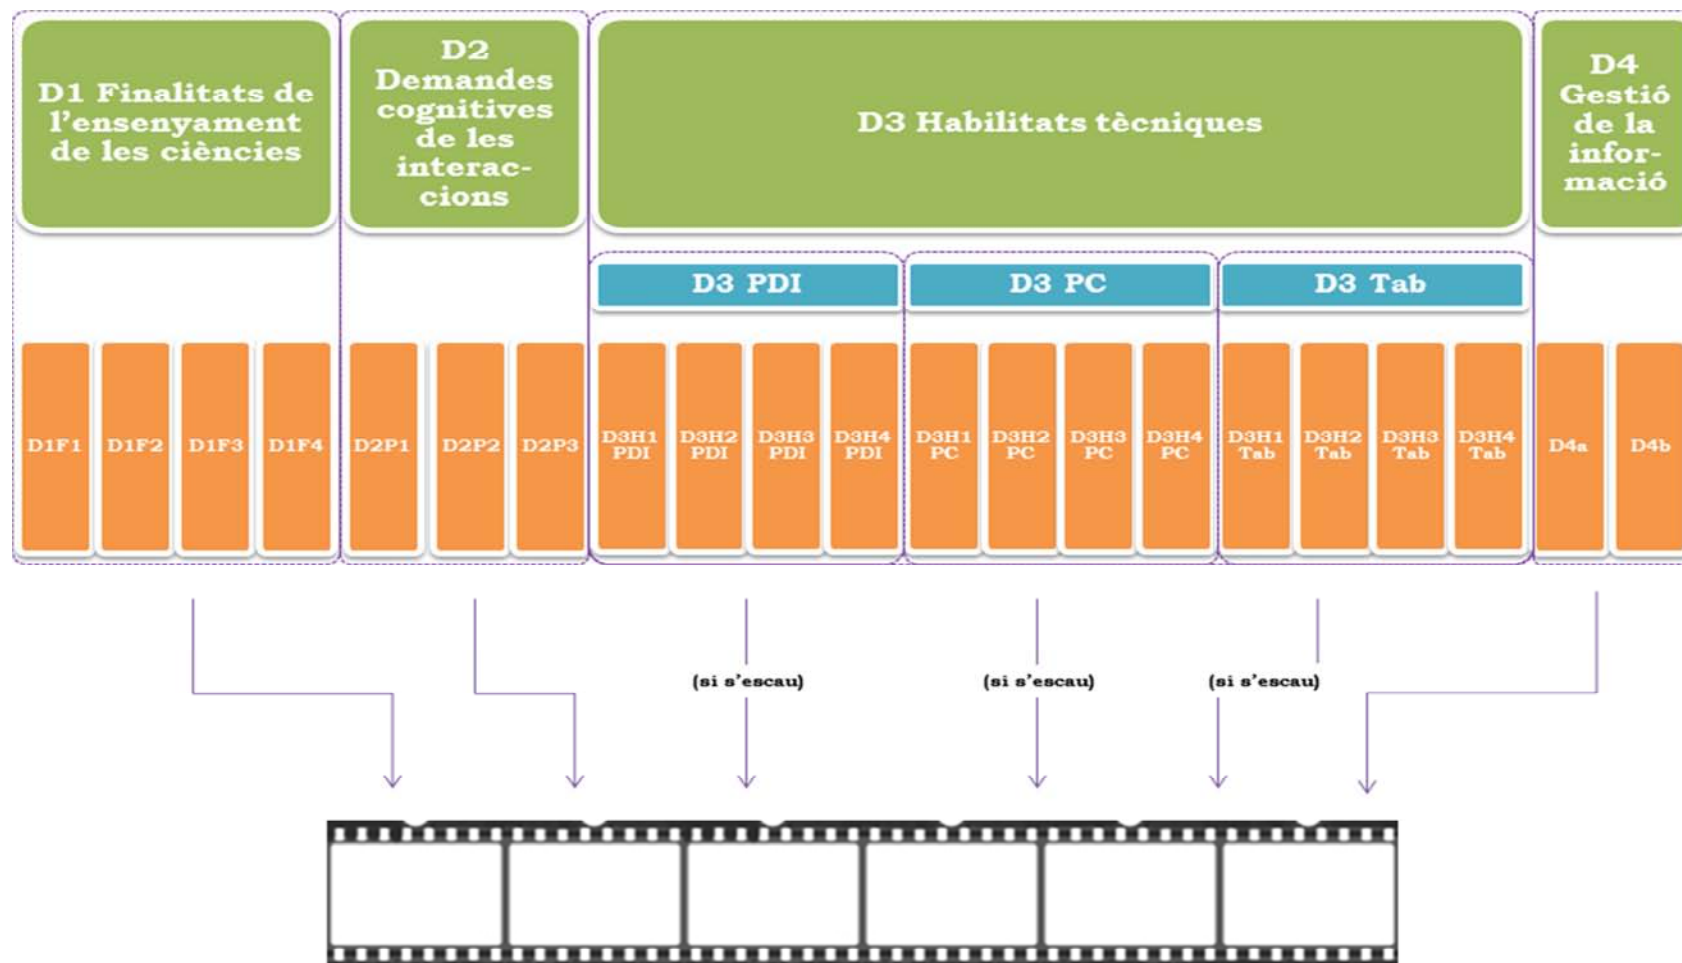 D1 Finalitats de
l'ensenyament
de les ciències
D2
Demandes
cognitives
de les
interac-
cions
D3 Habilitats tècniques
D4
Gestió
de la
infor-
mació
D3 PDI
D3 PC
D3 Tab
D1F1
D1F2
D1F3
D1F4
D2P1
D2P2
D2P3
D3H1
PDI
D3H2
PDI
D3H3
PDI
D3H4
PDI
D3H1
PC
D3H2
PC
D3H3
PC
D3H4
PC
D3H1
Tab
D3H2
Tab
D3H3
Tab
D3H4
Tab
D4a
D4b
(si s'escau)
(si s'escau)
(si s'escau)